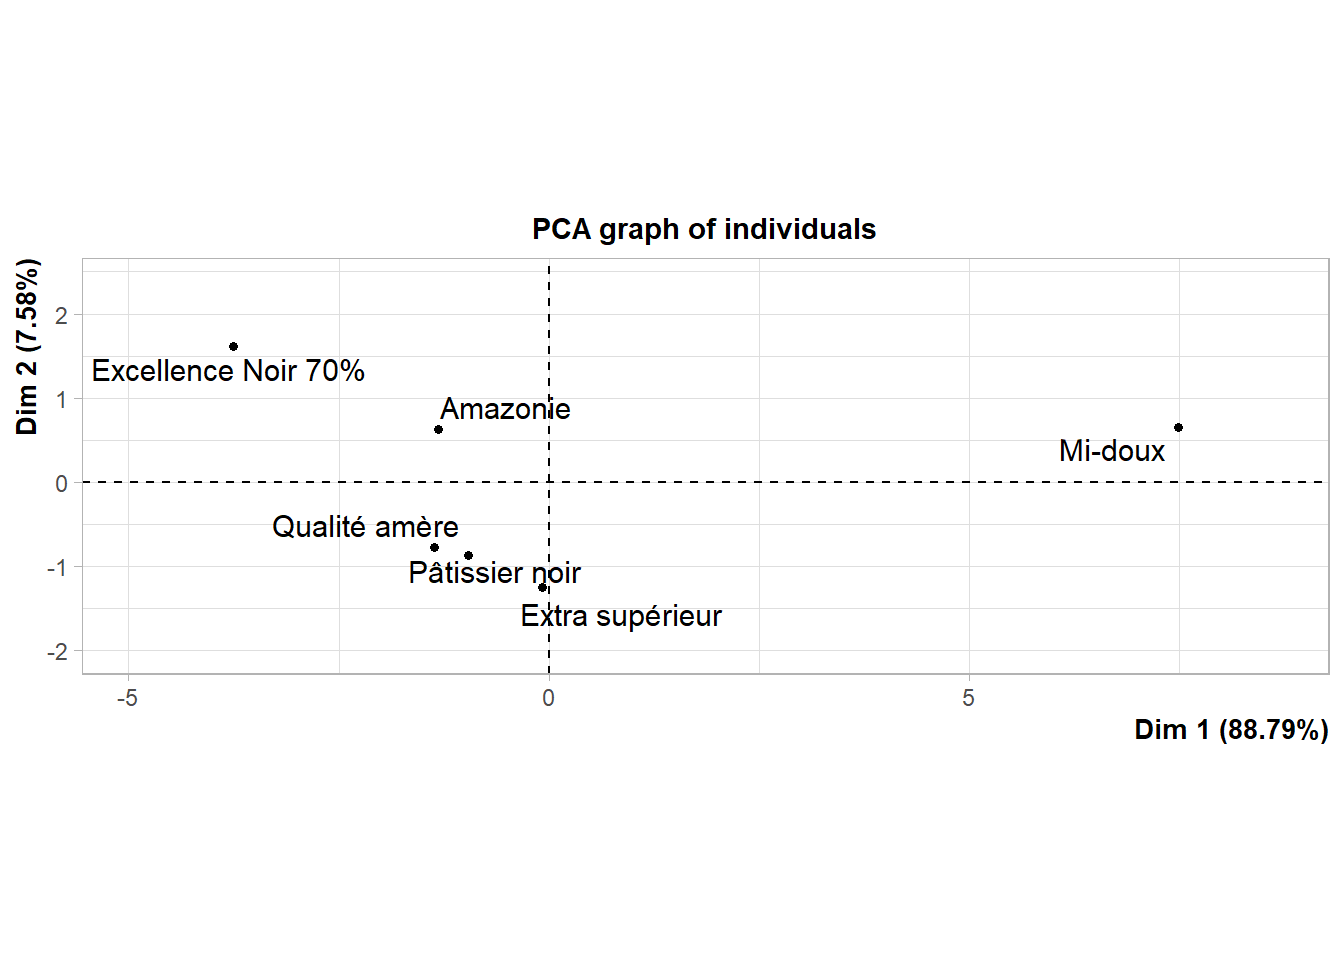 PCA graph of individuals
Dim 2 (7.58%)
2
1
0
-1
-2
Excellence Noir 70%
Amazonie
Mi-doux
Qualité amère
Pâtissier noir
Extra supérieur
-5
0
5
Dim 1 (88.79%)